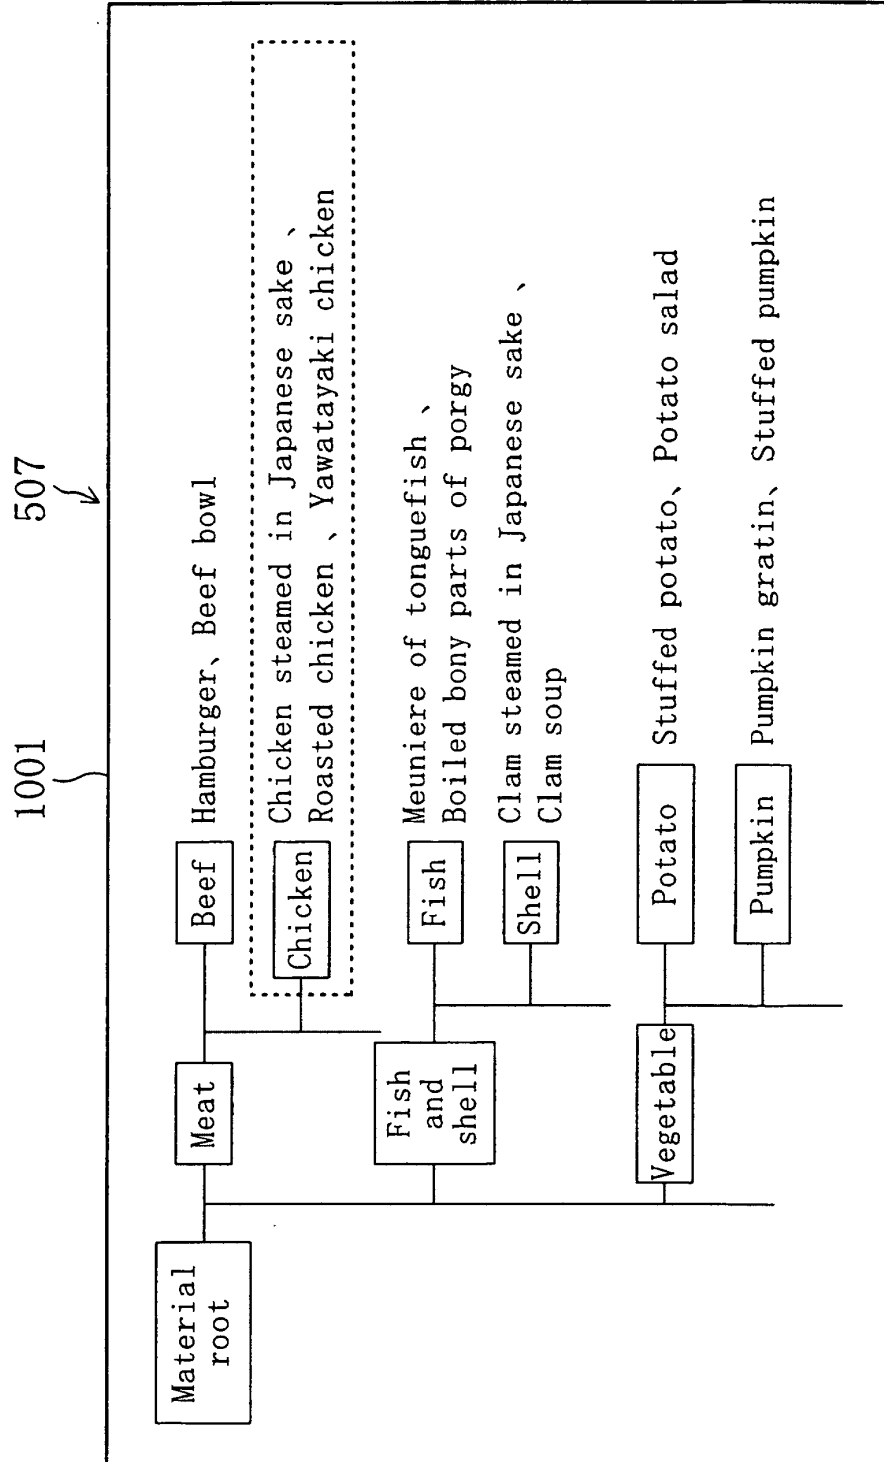 507
1001
Material
root
Meat
Beef
Hamburger、Beef bowl
Chicken
Chicken steamed in Japanese sake、
Roasted chicken、Yawatayaki chicken
Fish
and
shell
Fish
Meuniere of tonguefish、
Boiled bony parts of porgy
Shell
Clam steamed in Japanese sake、
Clam soup
Vegetable
Potato
Stuffed potato、Potato salad
Pumpkin
Pumpkin gratin、Stuffed pumpkin